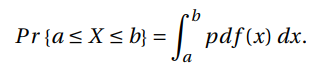 Pr{a ≤ X ≤ b} = ∫_a^b pdf(x) dx.